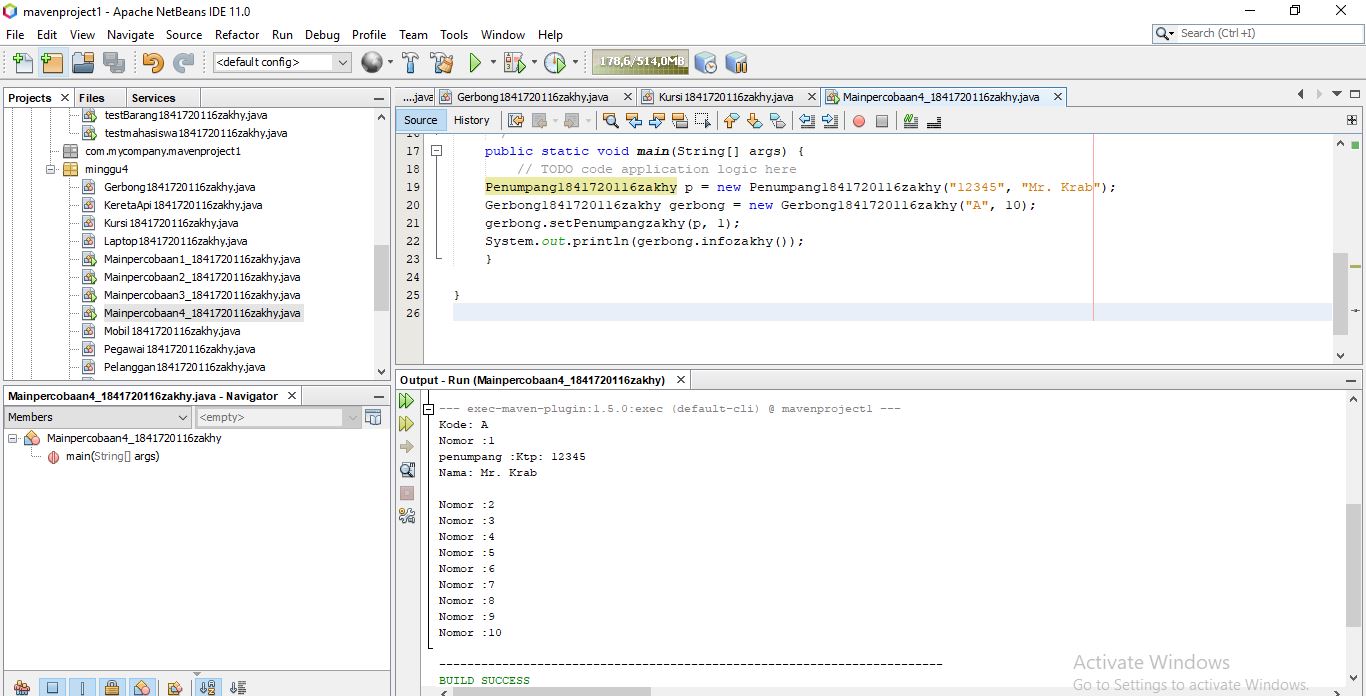 mavenproject1 - Apache NetBeans IDE 11.0
File Edit View Navigate Source Refactor Run Debug Profile Team Tools Window Help
Search (Ctrl+I)
<default config>
178,6/514,0MB
Projects Files Services
testBarang1841720116zakhy.java
testmahasiswa1841720116zakhy.java
com.mycompany.mavenproject1
minggu4
Gerbong1841720116zakhy.java
KeretaApi1841720116zakhy.java
Kursi1841720116zakhy.java
Laptop1841720116zakhy.java
Mainpercobaan1_1841720116zakhy.java
Mainpercobaan2_1841720116zakhy.java
Mainpercobaan3_1841720116zakhy.java
Mainpercobaan4_1841720116zakhy.java
Mobil1841720116zakhy.java
Pegawai1841720116zakhy.java
Pelanggan1841720116zakhy.java
Mainpercobaan4_1841720116zakhy.java - Navigator
Members
<empty>
Mainpercobaan4_1841720116zakhy
main(String[] args)
....java Gerbong1841720116zakhy.java Kursi1841720116zakhy.java Mainpercobaan4_1841720116zakhy.java
Source History
17 public static void main(String[] args) {
18 // TODO code application logic here
19 Penumpang1841720116zakhy p = new Penumpang1841720116zakhy("12345", "Mr. Krab");
20 Gerbong1841720116zakhy gerbong = new Gerbong1841720116zakhy("A", 10);
21 gerbong.setPenumpangzakhy(p, 1);
22 System.out.println(gerbong.infozakhy());
23 }
24
25 }
26
Output - Run (Mainpercobaan4_1841720116zakhy)
--- exec-maven-plugin:1.5.0:exec (default-cli) @ mavenproject1 ---
Kode: A
Nomor :1
penumpang :Ktp: 12345
Nama: Mr. Krab
Nomor :2
Nomor :3
Nomor :4
Nomor :5
Nomor :6
Nomor :7
Nomor :8
Nomor :9
Nomor :10
------------------------------------------------------------------------
BUILD SUCCESS
Activate Windows
Go to Settings to activate Windows.